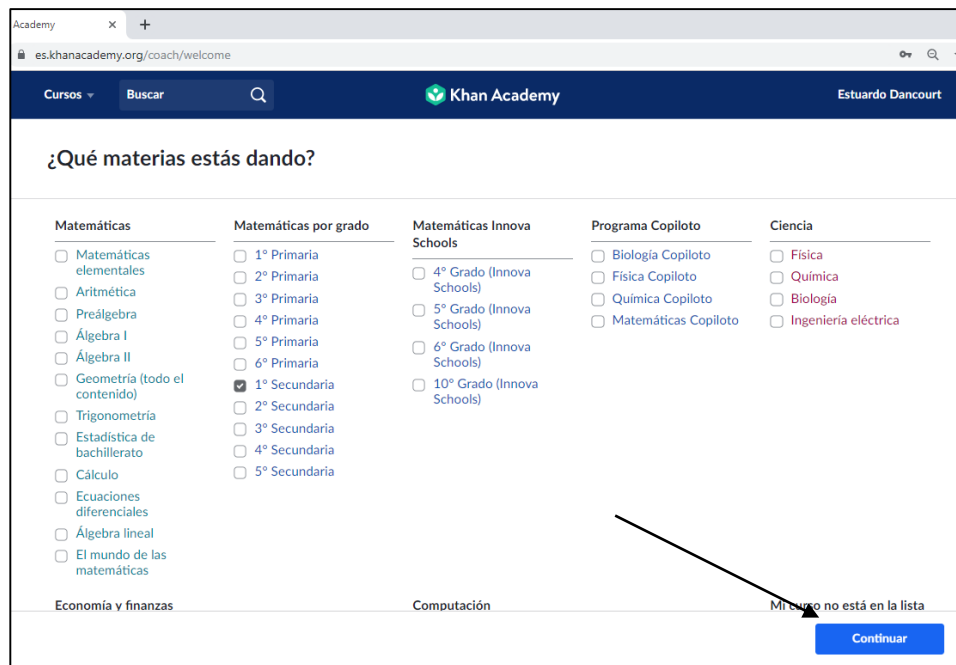 Academy
es.khanacademy.org/coach/welcome
Cursos
Buscar
Khan Academy
Estuardo Dancourt
¿Qué materias estás dando?
Matemáticas
Matemáticas
elementales
Aritmética
Preálgebra
Álgebra I
Álgebra II
Geometría (todo el
contenido)
Trigonometría
Estadística de
bachillerato
Cálculo
Ecuaciones
diferenciales
Álgebra lineal
El mundo de las
matemáticas
Matemáticas por grado
1° Primaria
2° Primaria
3° Primaria
4° Primaria
5° Primaria
6° Primaria
1° Secundaria
2° Secundaria
3° Secundaria
4° Secundaria
5° Secundaria
Matemáticas Innova
Schools
4° Grado (Innova
Schools)
5° Grado (Innova
Schools)
6° Grado (Innova
Schools)
10° Grado (Innova
Schools)
Programa Copiloto
Biología Copiloto
Física Copiloto
Química Copiloto
Matemáticas Copiloto
Ciencia
Física
Química
Biología
Ingeniería eléctrica
Economía y finanzas
Computación
Mi curso no está en la lista
Continuar